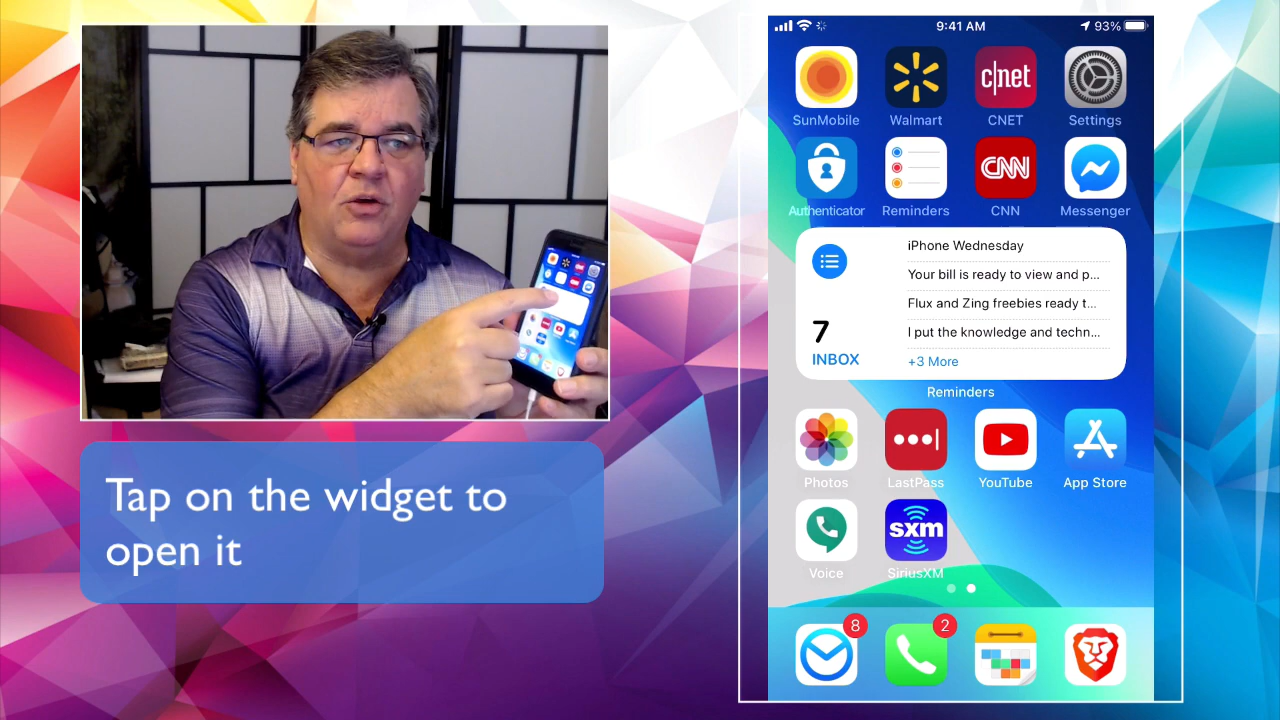 Tap on the widget to
open it
9:41 AM
93%
SunMobile
Walmart
c|net
CNET
Settings
Authenticator
Reminders
CNN
CNN
Messenger
iPhone Wednesday
Your bill is ready to view and p...
Flux and Zing freebies ready t...
I put the knowledge and techn...
7
INBOX
+3 More
Reminders
Photos
LastPass
YouTube
App Store
Voice
sxm
SiriusXM
8
2